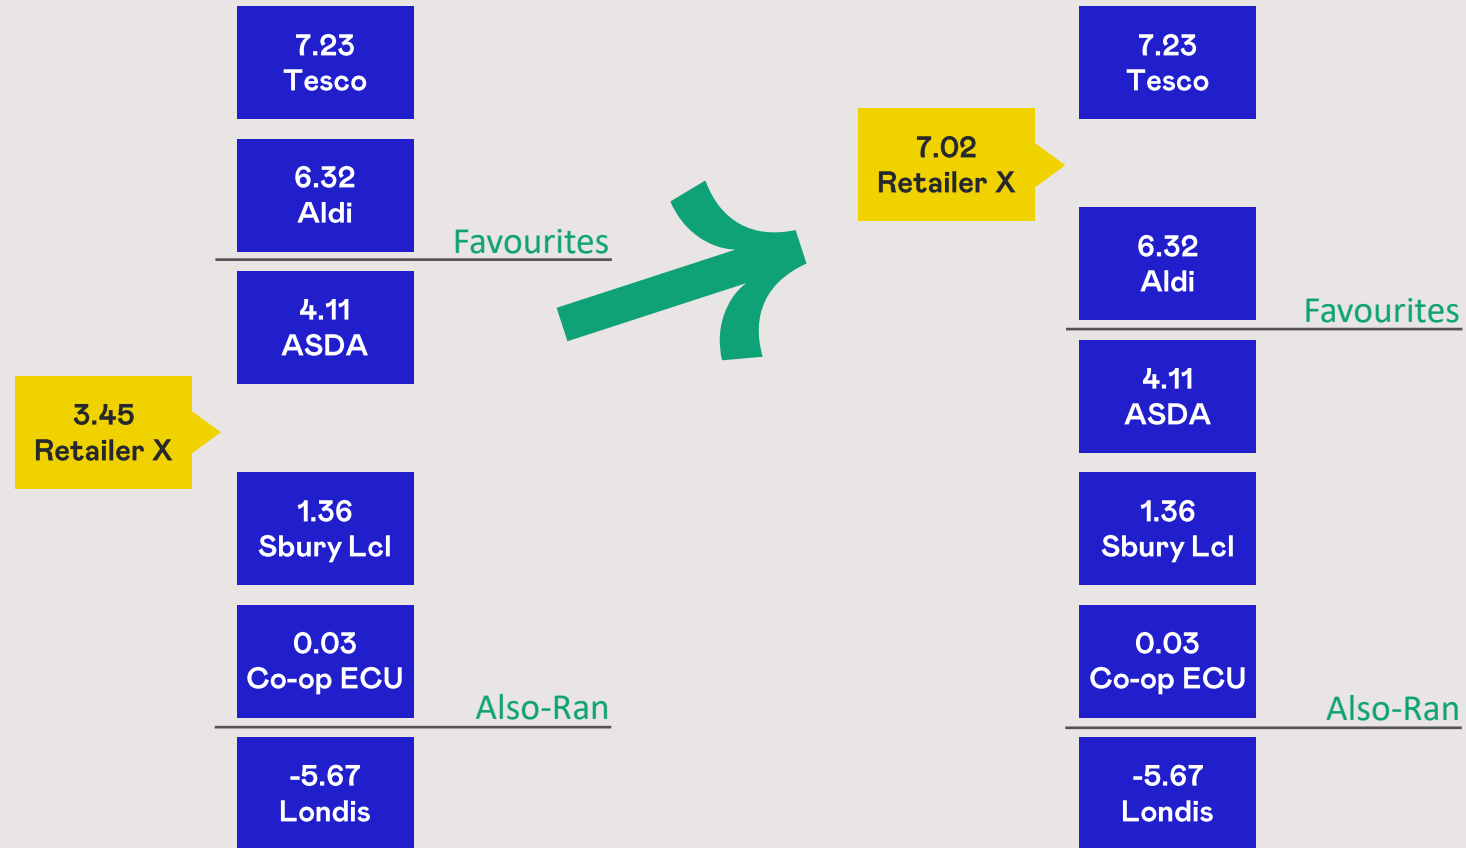 7.23
Tesco
6.32
Aldi
Favourites
4.11
ASDA
3.45
Retailer X
1.36
Sbury Lcl
0.03
Co-op ECU
Also-Ran
-5.67
Londis
7.23
Tesco
7.02
Retailer X
6.32
Aldi
Favourites
4.11
ASDA
1.36
Sbury Lcl
0.03
Co-op ECU
Also-Ran
-5.67
Londis